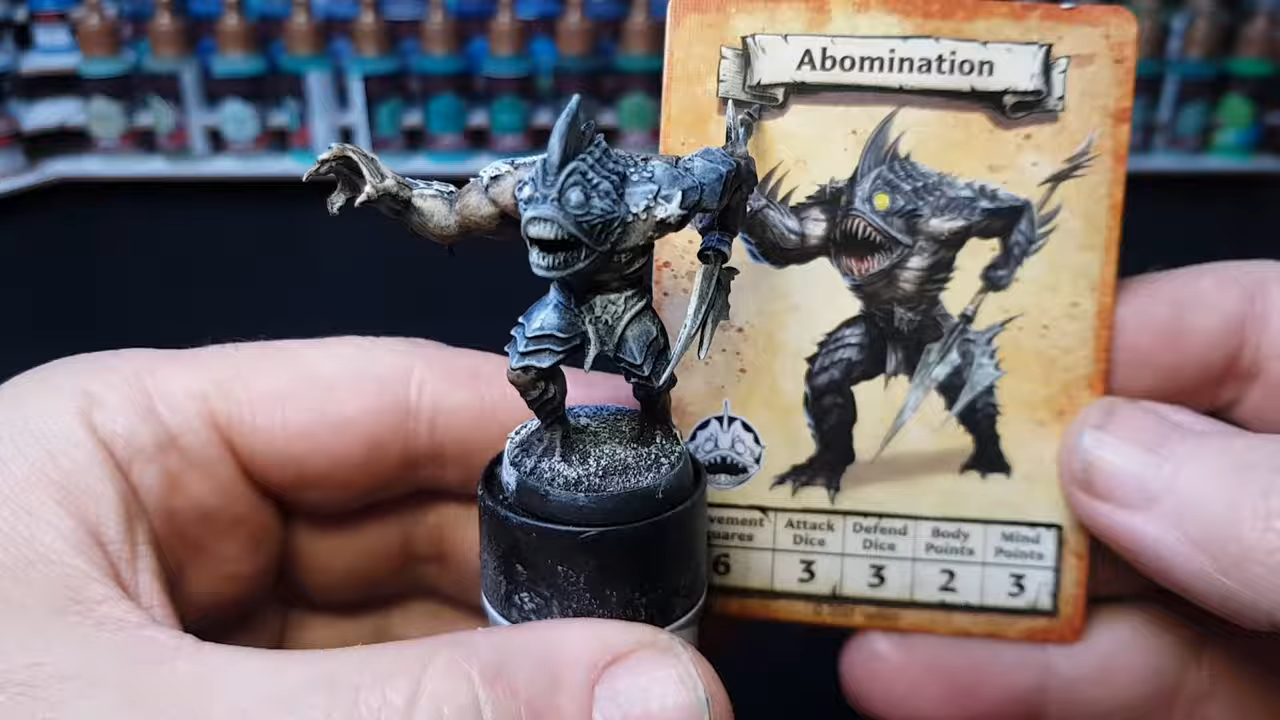 Abomination
Attack Defend Body Mind
Dice Dice Points Points
6 3 3 2 3